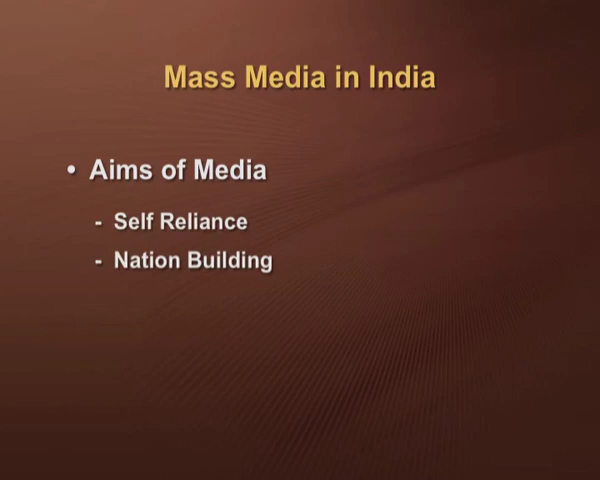 Mass Media in India
• Aims of Media
- Self Reliance
- Nation Building